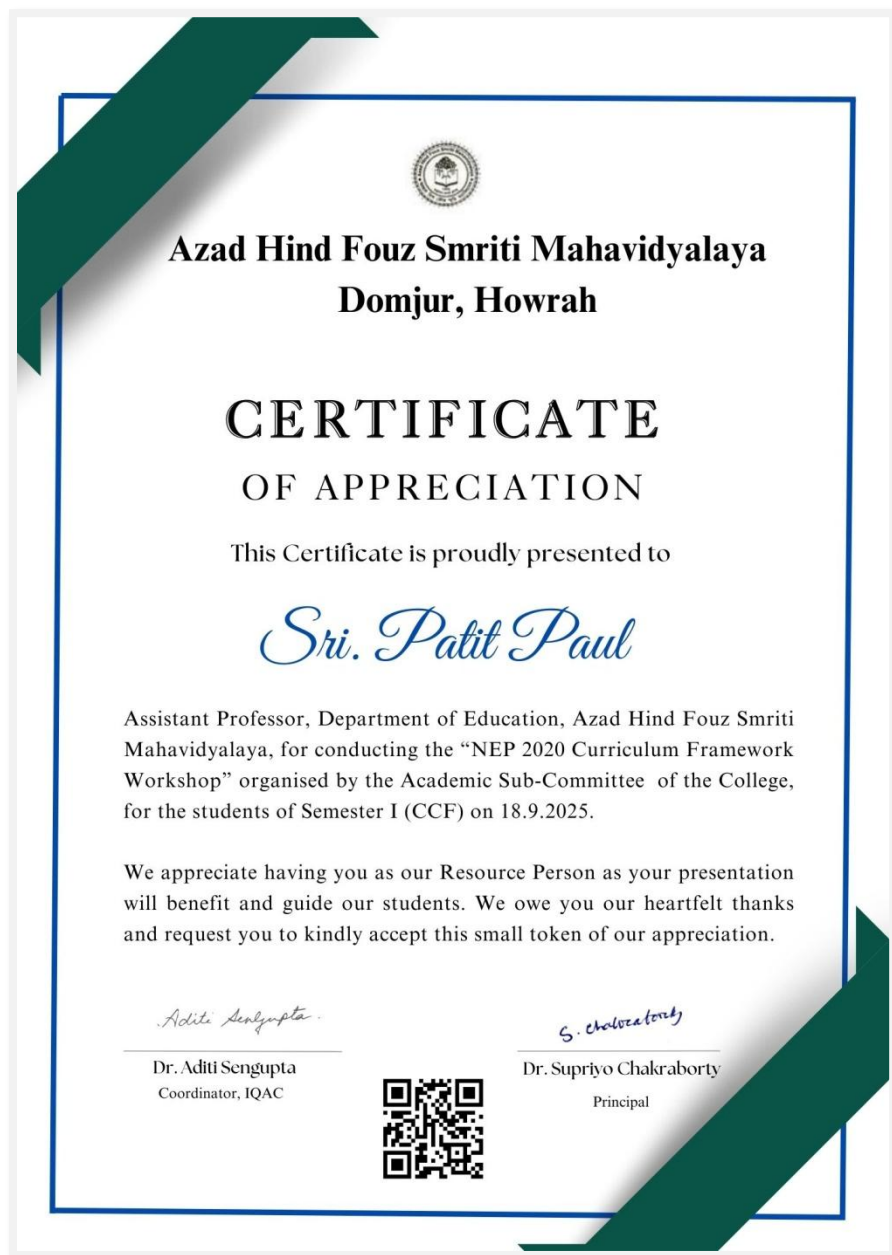 Azad Hind Fouz Smriti Mahavidyalaya
Domjur, Howrah
CERTIFICATE
OF APPRECIATION
This Certificate is proudly presented to
Sri. Patit Paul
Assistant Professor, Department of Education, Azad Hind Fouz Smriti
Mahavidyalaya, for conducting the “NEP 2020 Curriculum Framework
Workshop” organised by the Academic Sub-Committee of the College,
for the students of Semester I (CCF) on 18.9.2025.
We appreciate having you as our Resource Person as your presentation
will benefit and guide our students. We owe you our heartfelt thanks
and request you to kindly accept this small token of our appreciation.
Aditi Sengupta.
S. Chakraborty
Dr. Aditi Sengupta
Dr. Supriyo Chakraborty
Coordinator, IQAC
Principal